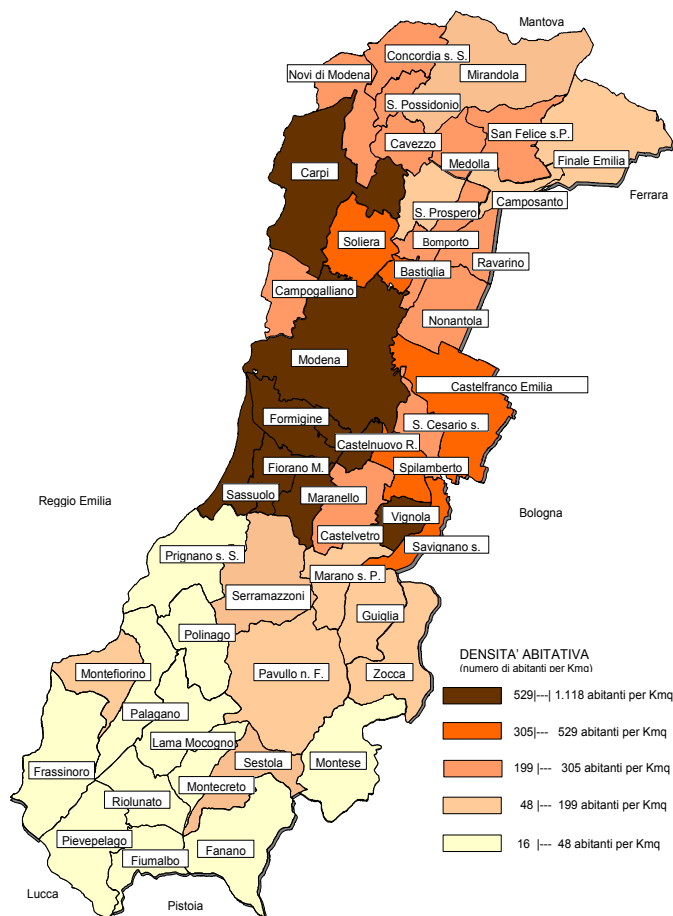 Mantova
Concordia s. S.
Novi di Modena
Mirandola
S. Possidonio
San Felice s.P.
Cavezzo
Medolla
Finale Emilia
Carpi
Camposanto
Ferrara
S. Prospero
Soliera
Bomporto
Ravarino
Bastiglia
Campogalliano
Nonantola
Modena
Castelfranco Emilia
Formigine
S. Cesario s.
Castelnuovo R.
Fiorano M.
Spilamberto
Sassuolo
Maranello
Reggio Emilia
Vignola
Bologna
Castelvetro
Savignano s.
Prignano s. S.
Marano s. P.
Serramazzoni
Guiglia
Polinago
Montefiorino
Pavullo n. F.
Zocca
Palagano
Lama Mocogno
Sestola
Montese
Frassinoro
Montecreto
Riolunato
Pievepelago
Fiumalbo
Fanano
Lucca
Pistoia
DENSITA' ABITATIVA
(numero di abitanti per Kmq)
529|---| 1.118 abitanti per Kmq
305|--- 529 abitanti per Kmq
199 |--- 305 abitanti per Kmq
48 |--- 199 abitanti per Kmq
16 |--- 48 abitanti per Kmq